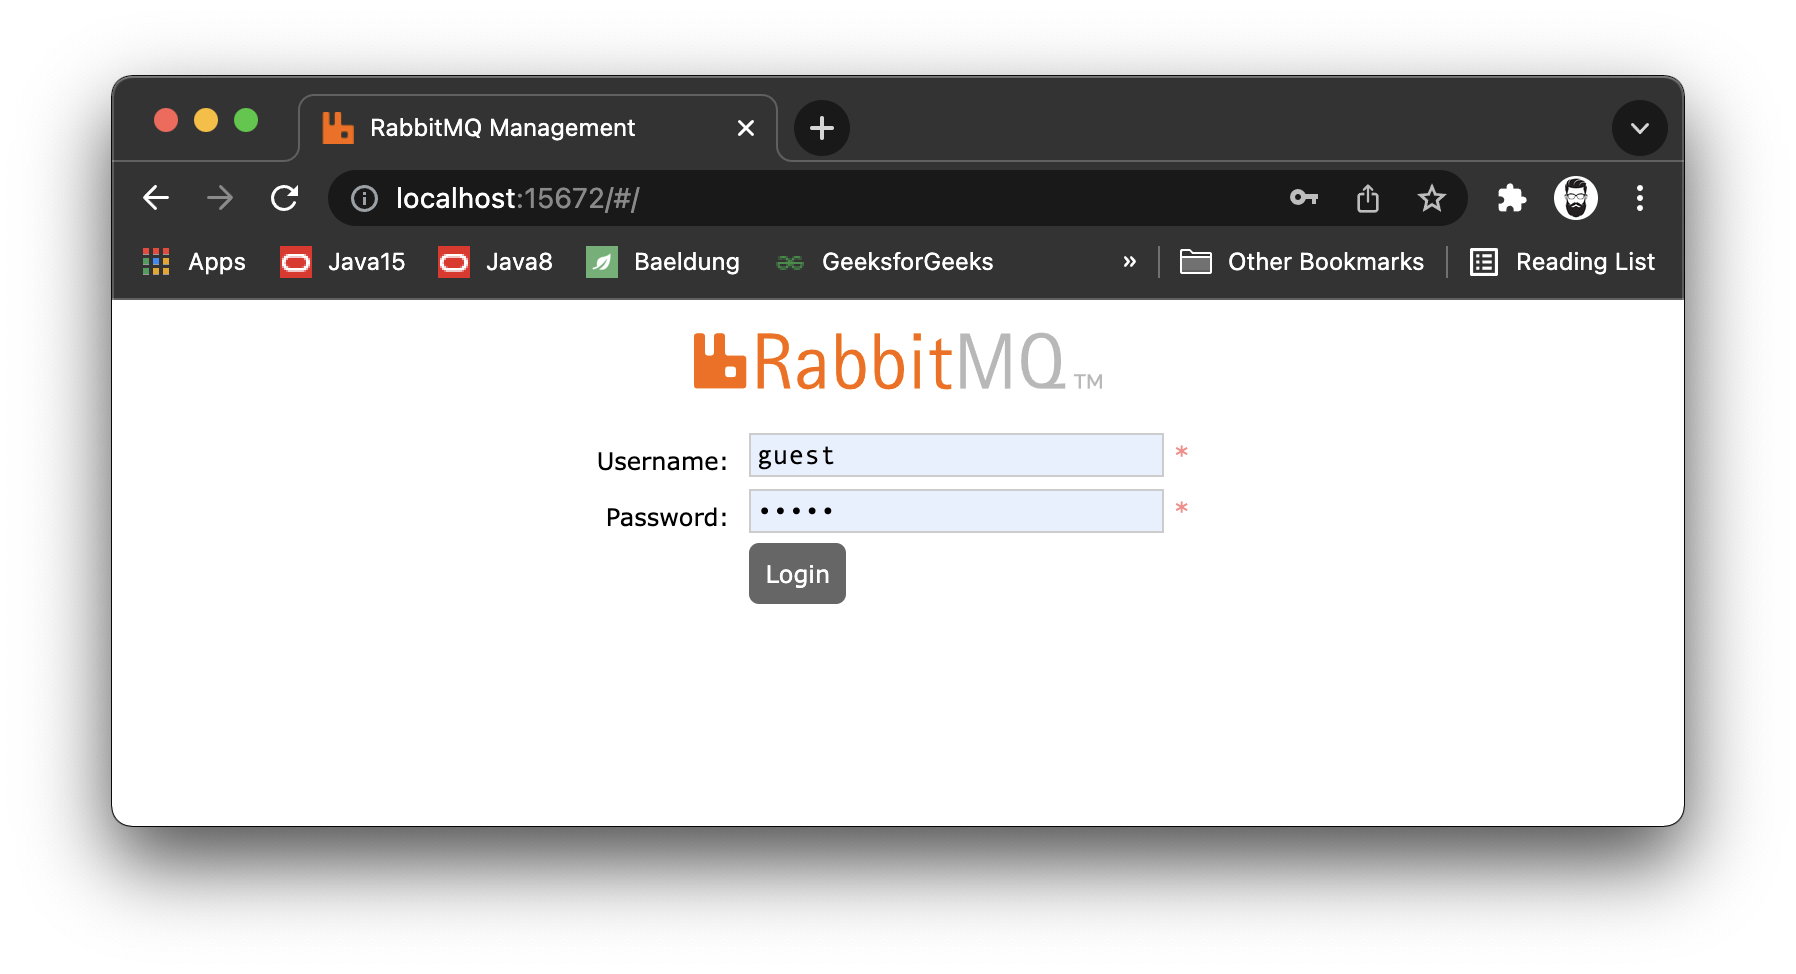 RabbitMQ Management
localhost:15672/#/
Apps Java15 Java8 Baeldung GeeksforGeeks » Other Bookmarks Reading List
RabbitMQ TM
Username: guest *
Password: ••••• *
Login